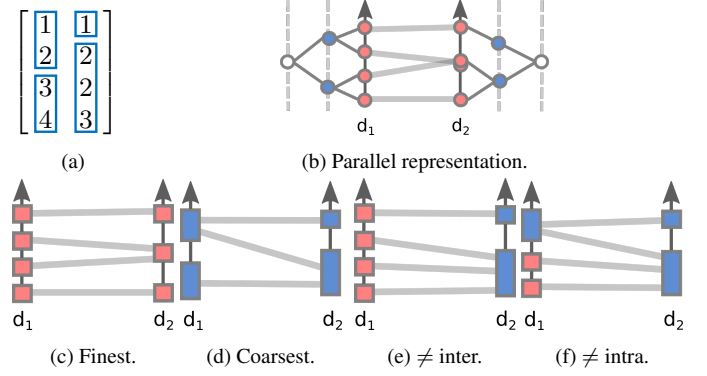 1 1
2 2
3 2
4 3
(a)
d₁ d₂
(b) Parallel representation.
d₁ d₂ d₁ d₂ d₁ d₂ d₁ d₂
(c) Finest. (d) Coarsest. (e) ≠ inter. (f) ≠ intra.